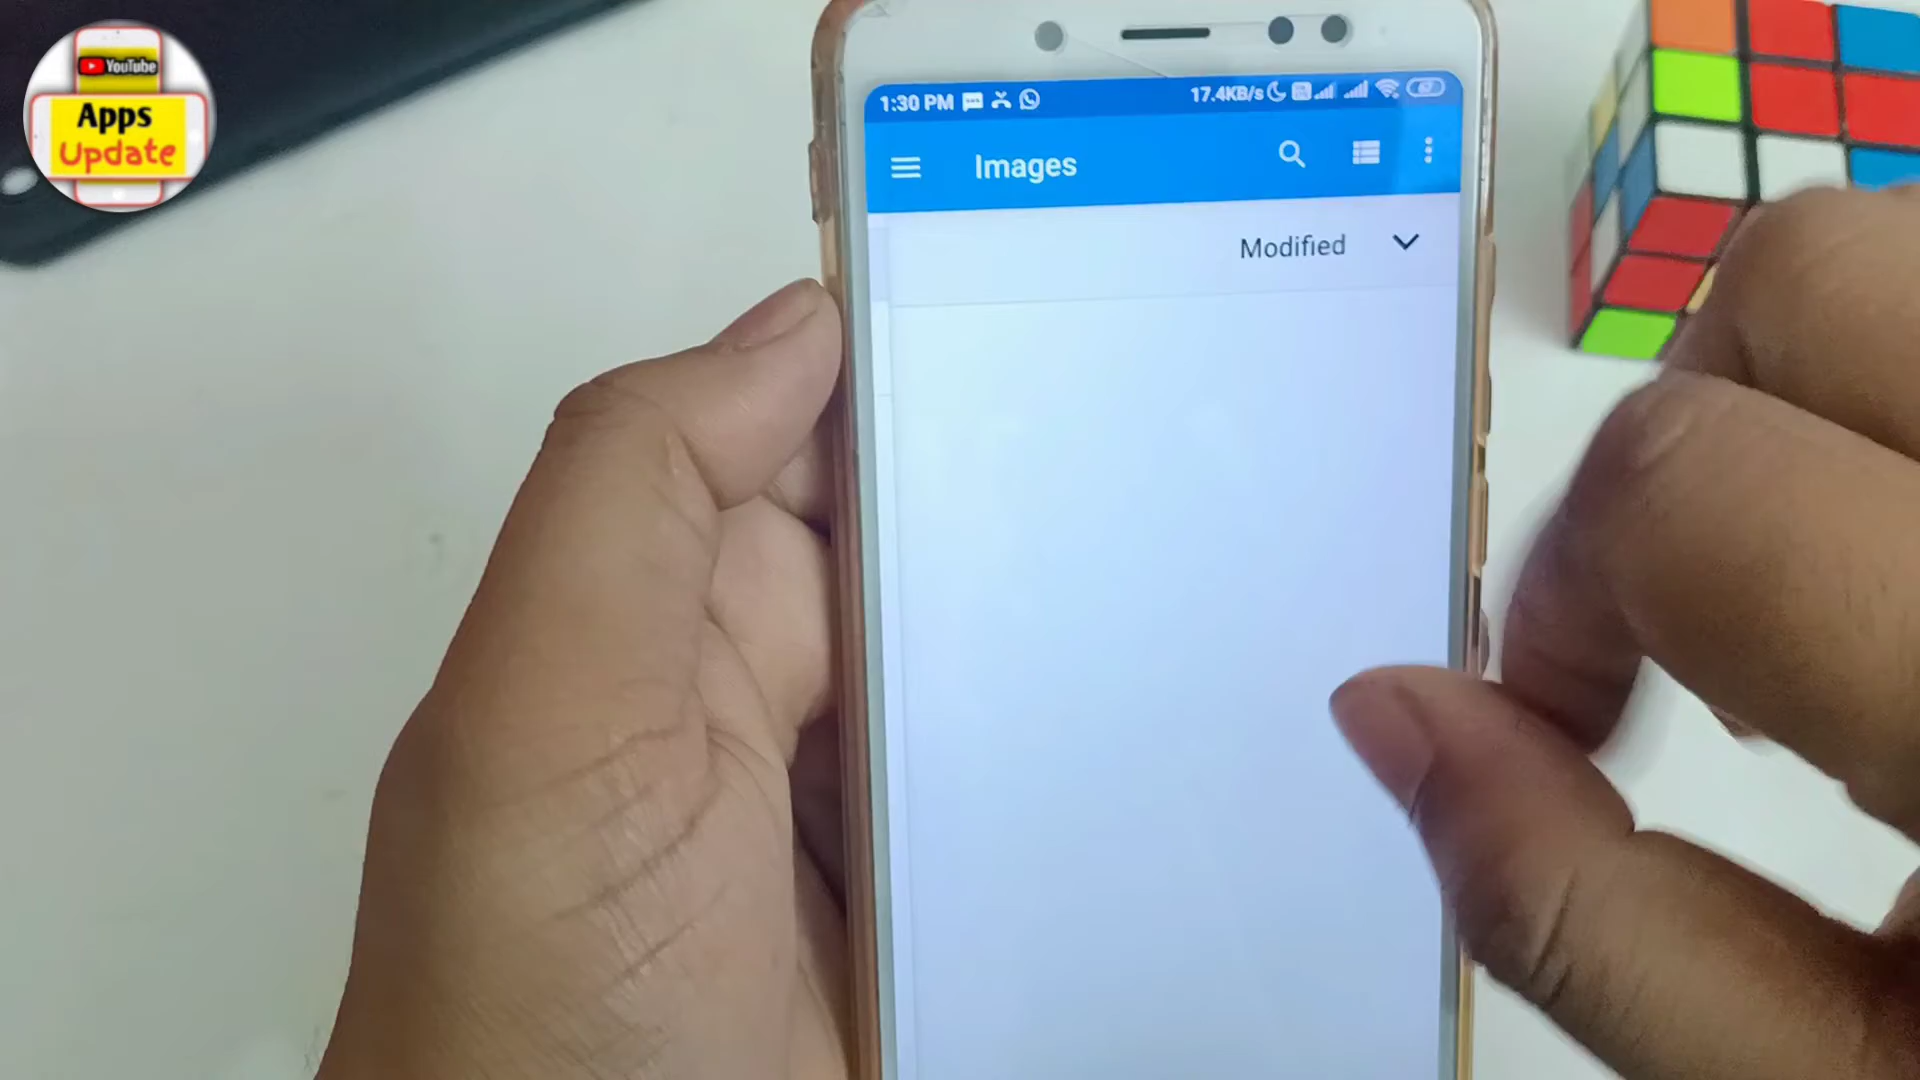 YouTube
Apps
Update
1:30 PM
17.4KB/s
Images
Modified